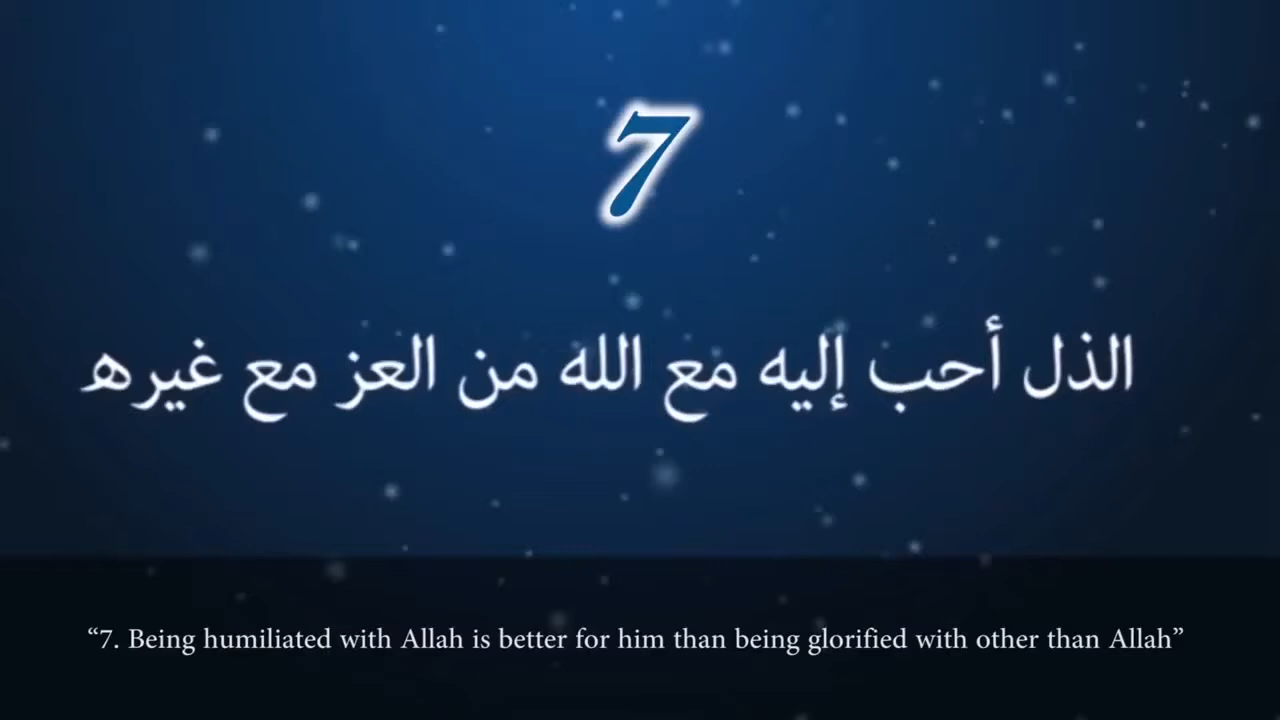 7
الذل أحب إليه مع الله من العز مع غيره
“7. Being humiliated with Allah is better for him than being glorified with other than Allah”